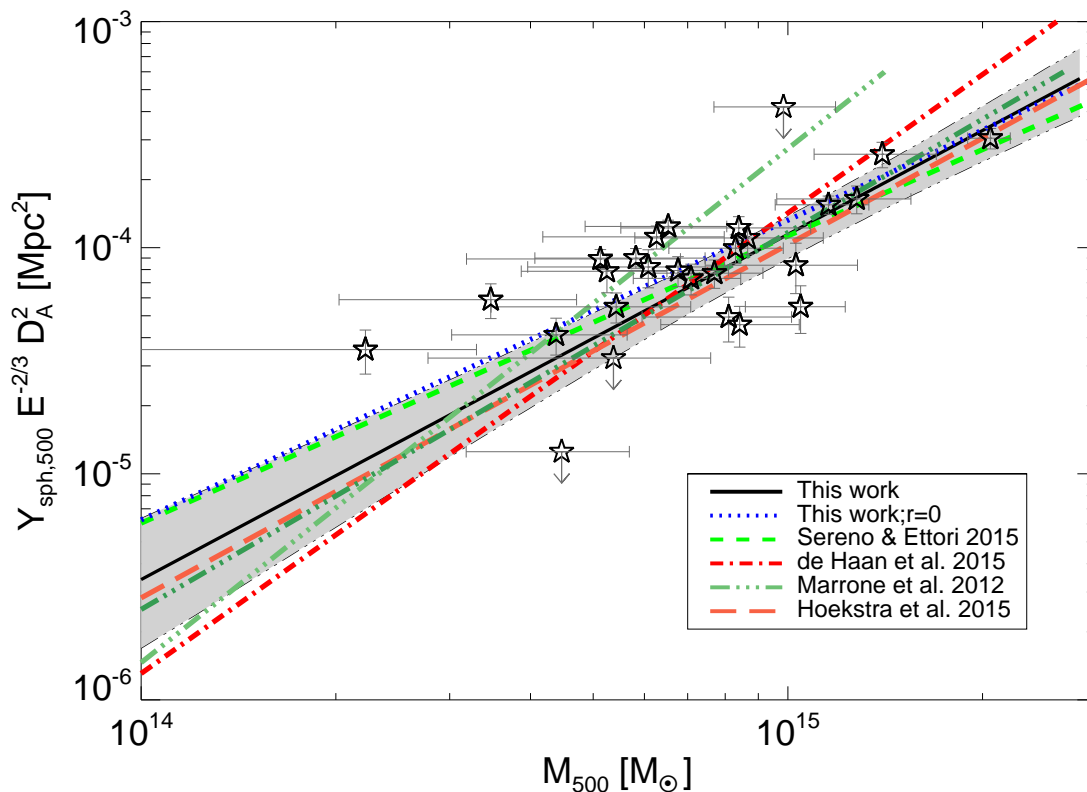 10⁻³
10⁻⁴
10⁻⁵
10⁻⁶
Y_sph,500 E^-2/3 D_A^2 [Mpc²]
This work
This work;r=0
Sereno & Ettori 2015
de Haan et al. 2015
Marrone et al. 2012
Hoekstra et al. 2015
10¹⁴
10¹⁵
M₅₀₀ [M☉]